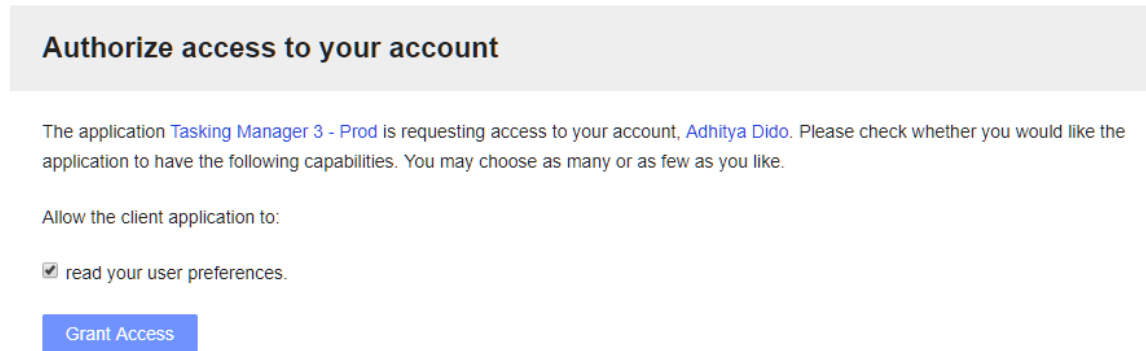 Authorize access to your account
The application Tasking Manager 3 - Prod is requesting access to your account, Adhitya Dido. Please check whether you would like the
application to have the following capabilities. You may choose as many or as few as you like.
Allow the client application to:
read your user preferences.
Grant Access